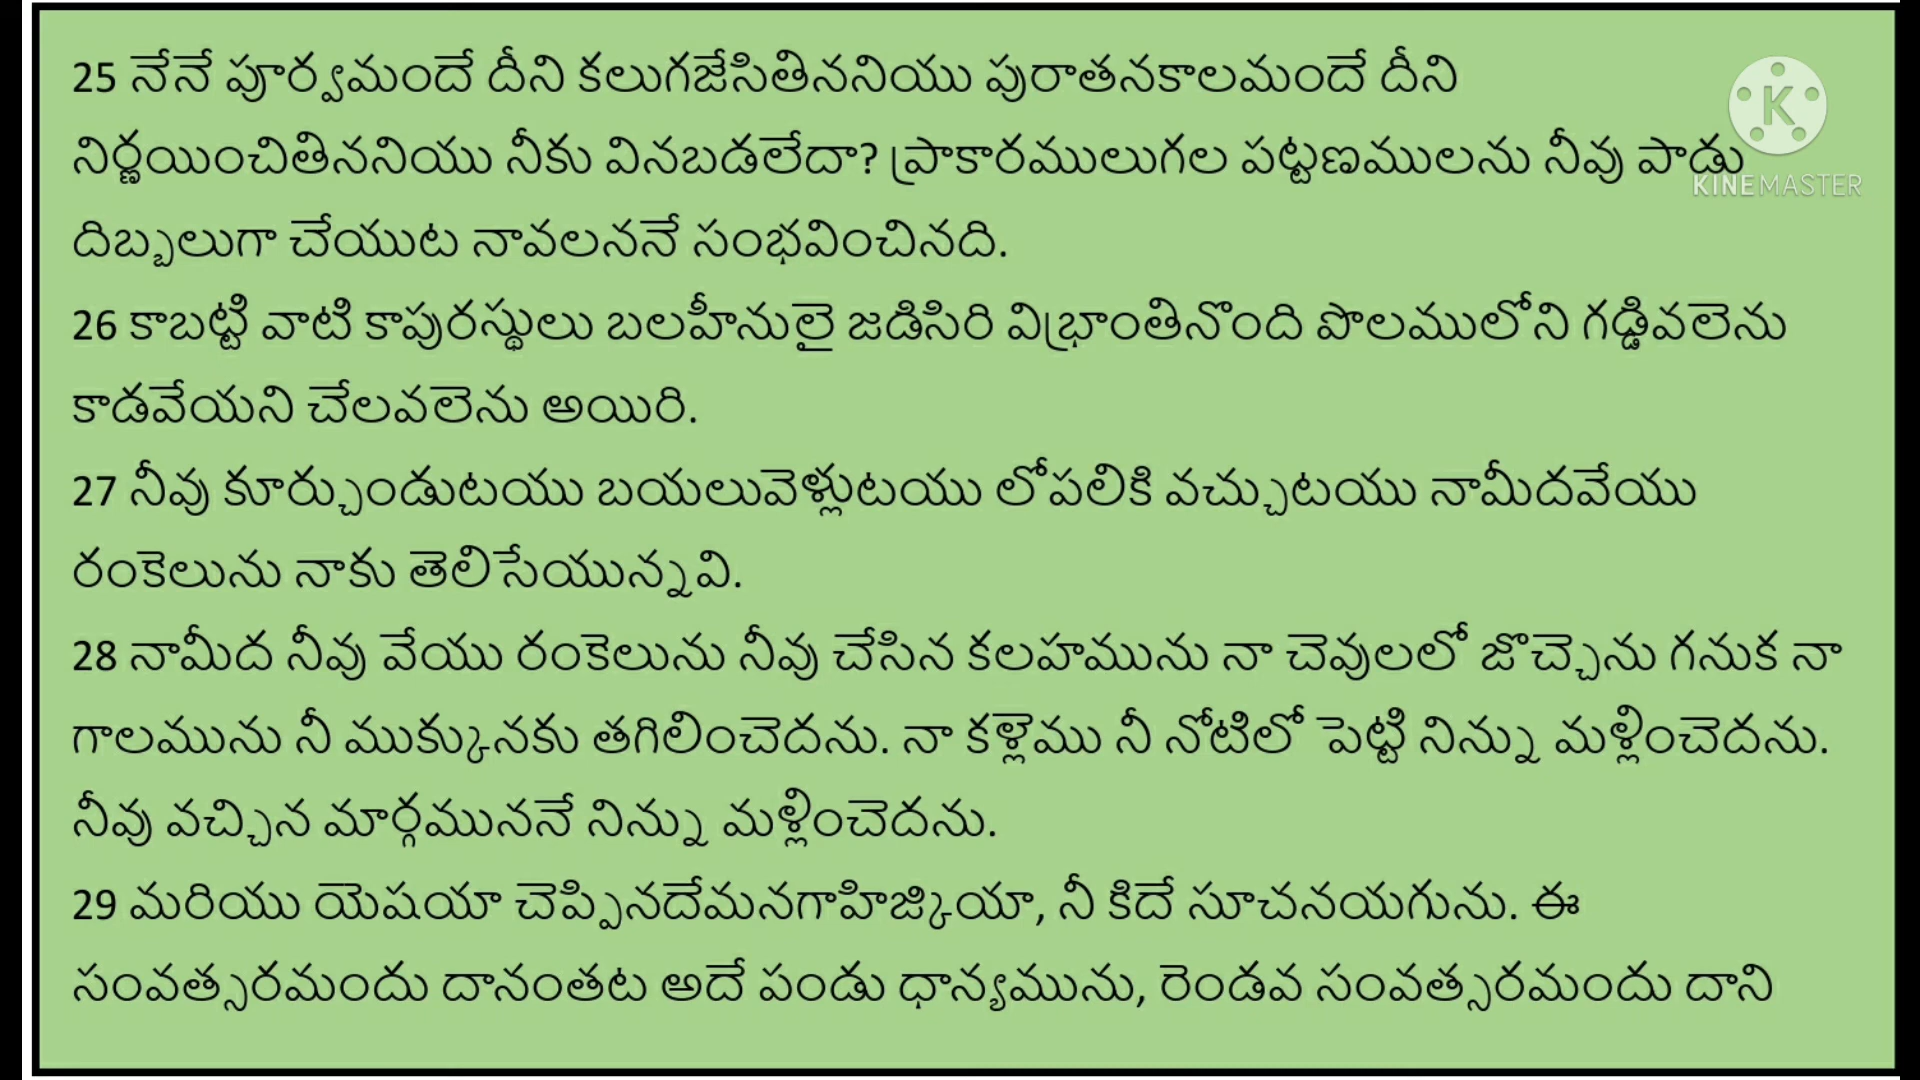 25 నేనే పూర్వమందే దీని కలుగజేసితిననియు పురాతనకాలమందే దీని
నిర్ణయించితిననియు నీకు వినబడలేదా? ప్రాకారములుగల పట్టణములను నీవు పాడు
దిబ్బలుగా చేయుట నావలననే సంభవించినది.
26 కాబట్టి వాటి కాపురస్థులు బలహీనులై జడిసిరి విభ్రాంతినొంది పొలములోని గడ్డివలెను
కాడవేయని చేలవలెను అయిరి.
27 నీవు కూర్చుండుటయు బయలువెళ్లుటయు లోపలికి వచ్చుటయు నామీదవేయు
రంకెలును నాకు తెలిసేయున్నవి.
28 నామీద నీవు వేయు రంకెలును నీవు చేసిన కలహమును నా చెవులలో జొచ్చెను గనుక నా
గాలమును నీ ముక్కునకు తగిలించెదను. నా కళ్లెము నీ నోటిలో పెట్టి నిన్ను మళ్లించెదను.
నీవు వచ్చిన మార్గముననే నిన్ను మళ్లించెదను.
29 మరియు యెషయా చెప్పినదేమనగాహిజ్కియా, నీ కిదే సూచనయగును. ఈ
సంవత్సరమందు దానంతట అదే పండు ధాన్యమును, రెండవ సంవత్సరమందు దాని
K
KINEMASTER